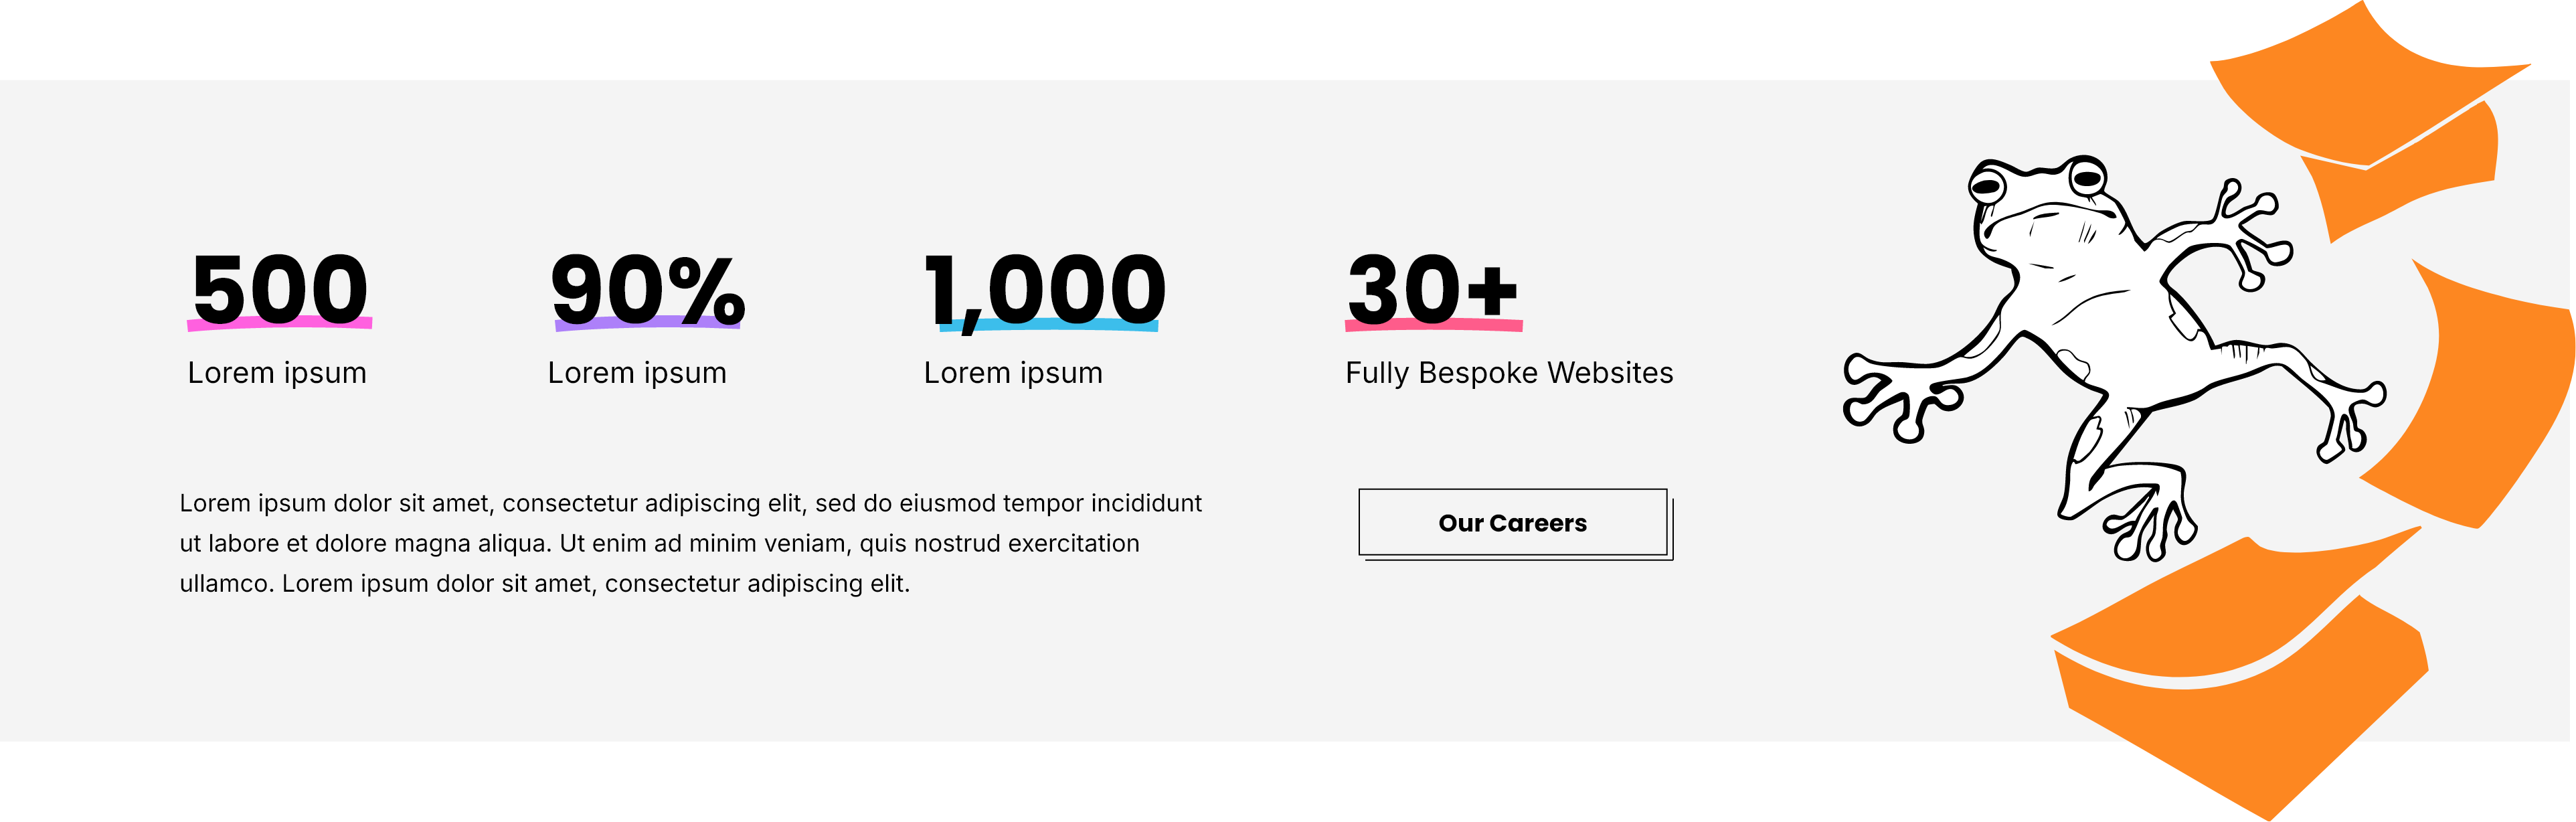 500
90%
1,000
30+
Lorem ipsum
Lorem ipsum
Lorem ipsum
Fully Bespoke Websites
Lorem ipsum dolor sit amet, consectetur adipiscing elit, sed do eiusmod tempor incididunt
ut labore et dolore magna aliqua. Ut enim ad minim veniam, quis nostrud exercitation
ullamco. Lorem ipsum dolor sit amet, consectetur adipiscing elit.
Our Careers